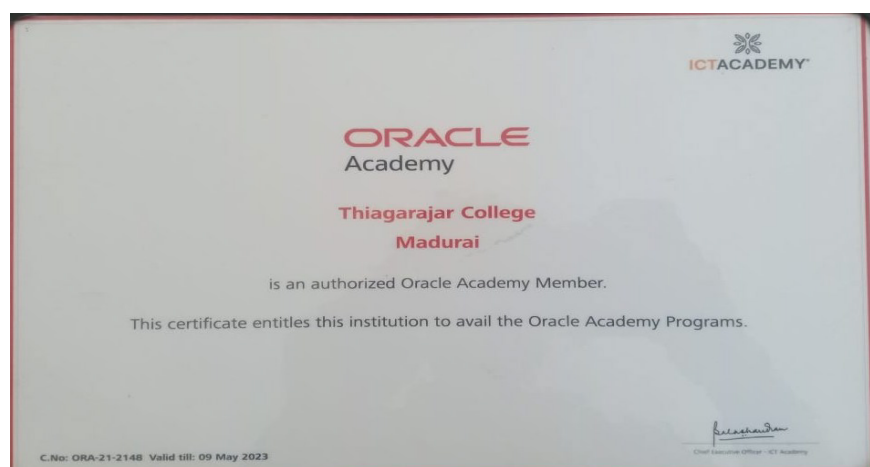 ICTACADEMY
ORACLE
Academy
Thiagarajar College
Madurai
is an authorized Oracle Academy Member.
This certificate entitles this institution to avail the Oracle Academy Programs.
C.No: ORA-21-2148 Valid till: 09 May 2023
Chief Executive Officer - ICT Academy